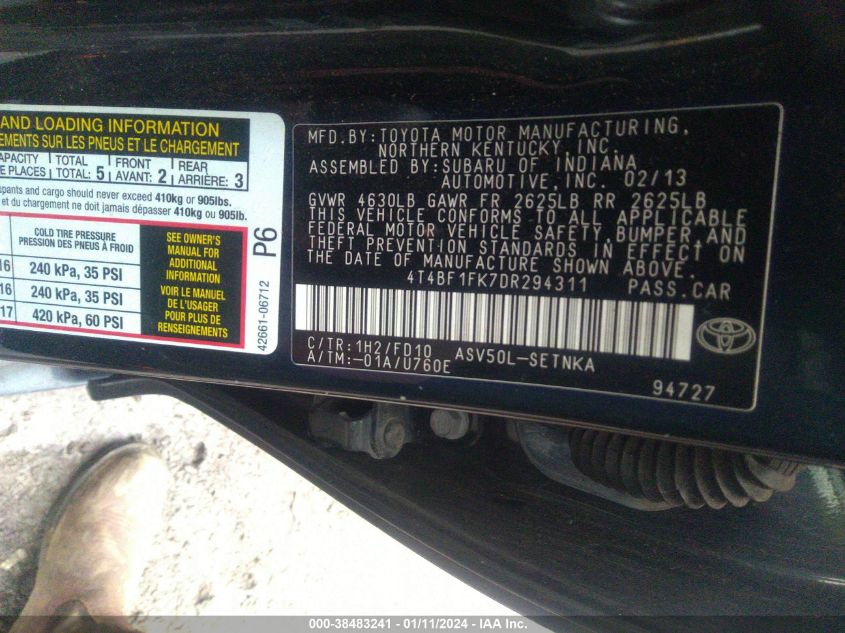 AND LOADING INFORMATION
EMENTS SUR LES PNEUS ET LE CHARGEMENT
CAPACITY TOTAL FRONT REAR
PLACES TOTAL: 5 AVANT: 2 ARRIÈRE: 3
upants and cargo should never exceed 410kg or 905lbs.
t de chargement ne doit jamais dépasser 410kg ou 905lb.
COLD TIRE PRESSURE
PRESSION DES PNEUS À FROID
16 240 kPa, 35 PSI
16 240 kPa, 35 PSI
17 420 kPa, 60 PSI
SEE OWNER'S
MANUAL FOR
ADDITIONAL
INFORMATION
VOIR LE MANUEL
DE L'USAGER
POUR PLUS DE
RENSEIGNEMENTS
P6
42661-06712
MFD.BY:TOYOTA MOTOR MANUFACTURING,
NORTHERN KENTUCKY,INC.
ASSEMBLED BY:SUBARU OF INDIANA
AUTOMOTIVE,INC. 02/13
GVWR 4630LB GAWR FR 2625LB RR 2625LB
THIS VEHICLE CONFORMS TO ALL APPLICABLE
FEDERAL MOTOR VEHICLE SAFETY,BUMPER,AND
THEFT PREVENTION STANDARDS IN EFFECT ON
THE DATE OF MANUFACTURE SHOWN ABOVE.
4T4BF1FK7DR294311 PASS.CAR
C/TR:1H2/FD10 ASV50L-SETNKA
A/TM:-01A/U760E
94727
000-38483241 - 01/11/2024 - IAA Inc.